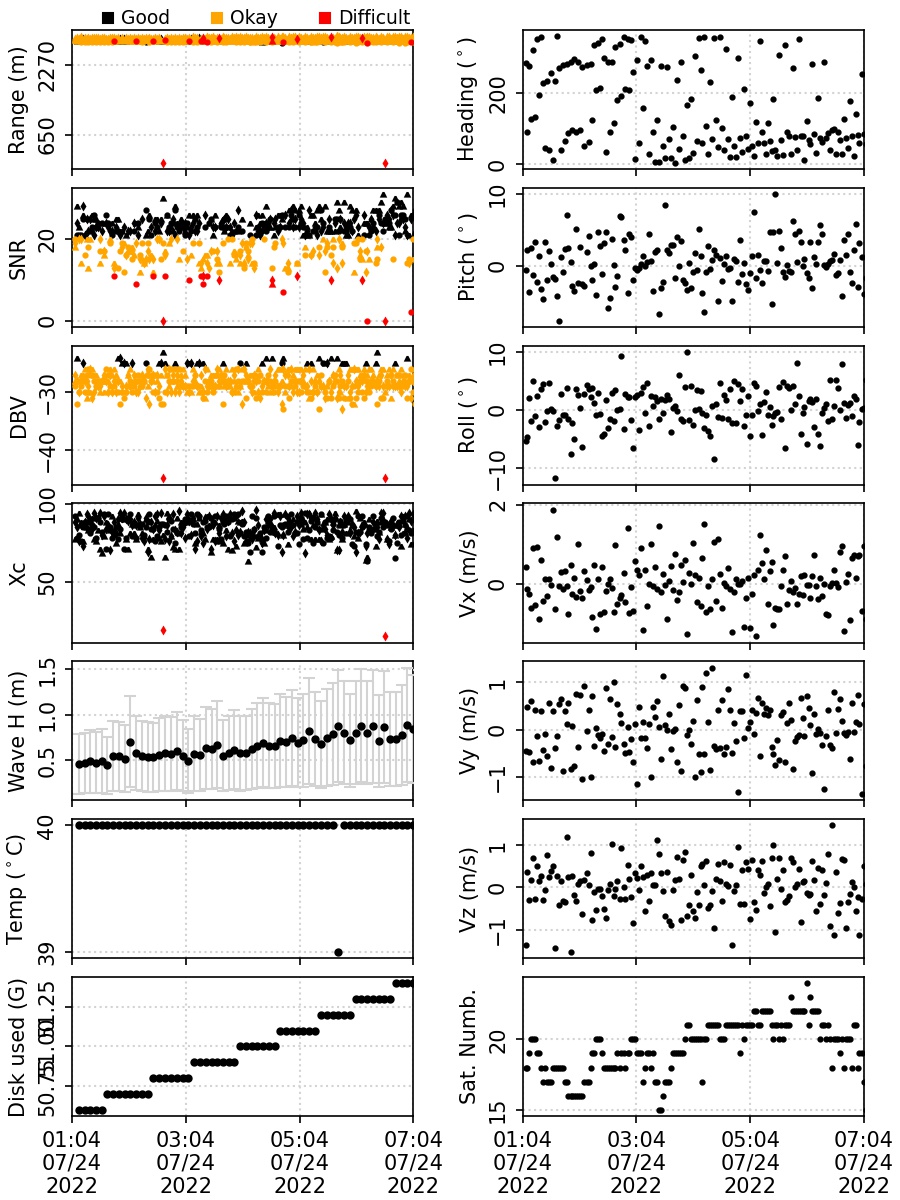 Good Okay Difficult
Range (m)
2270
650
Heading (°)
200
0
SNR
20
0
Pitch (°)
10
0
DBV
−30
−40
Roll (°)
10
0
−10
Xc
100
50
Vx (m/s)
2
0
Wave H (m)
1.5
1.0
0.5
Vy (m/s)
1
0
−1
Temp (°C)
40
39
Vz (m/s)
1
0
−1
Disk used (G)
51.25
51.00
50.75
Sat. Numb.
20
15
01:04 03:04 05:04 07:04
07/24 07/24 07/24 07/24
2022 2022 2022 2022
01:04 03:04 05:04 07:04
07/24 07/24 07/24 07/24
2022 2022 2022 2022